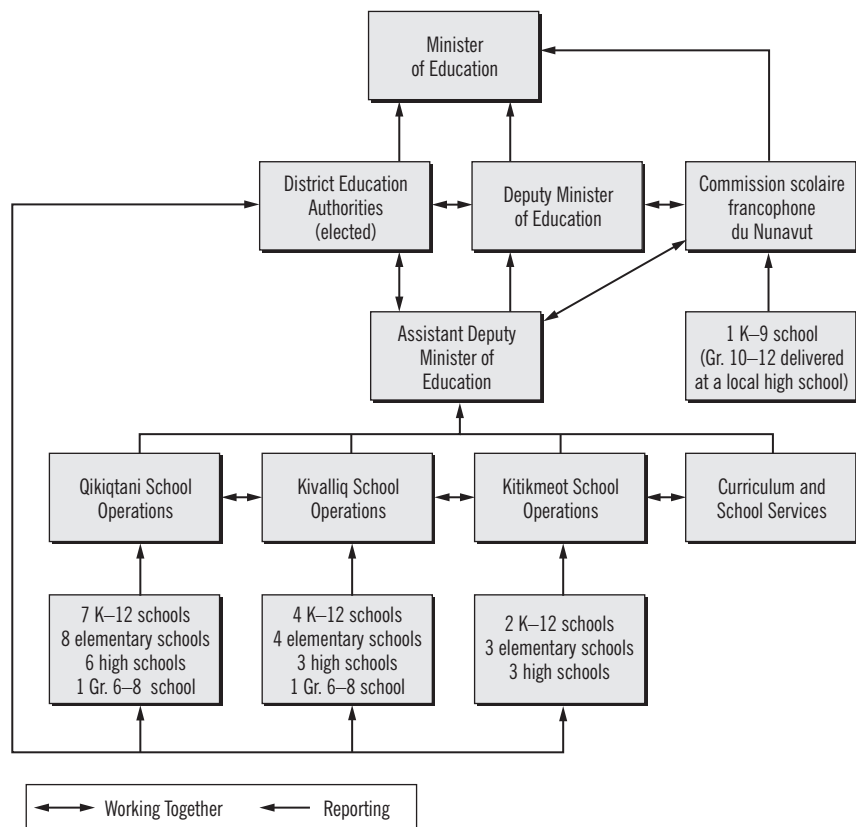 Minister
of Education
District Education
Authorities
(elected)
Deputy Minister
of Education
Commission scolaire
francophone
du Nunavut
Assistant Deputy
Minister of
Education
1 K–9 school
(Gr. 10–12 delivered
at a local high school)
Qikiqtani School
Operations
Kivalliq School
Operations
Kitikmeot School
Operations
Curriculum and
School Services
7 K–12 schools
8 elementary schools
6 high schools
1 Gr. 6–8 school
4 K–12 schools
4 elementary schools
3 high schools
1 Gr. 6–8 school
2 K–12 schools
3 elementary schools
3 high schools
Working Together
Reporting